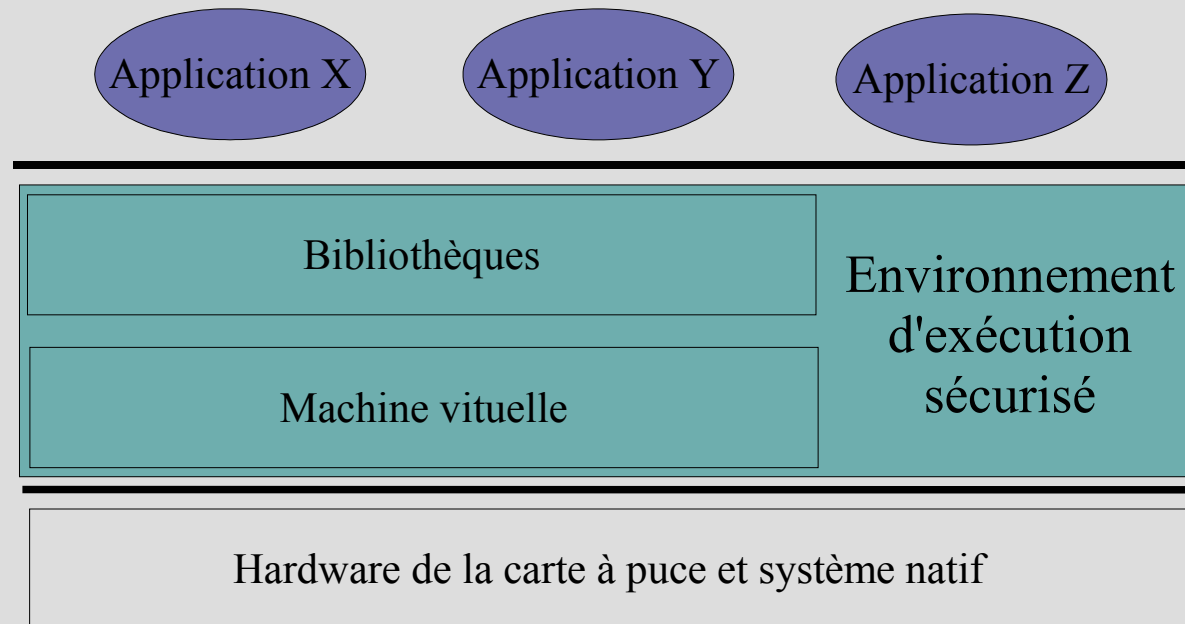 Application X
Application Y
Application Z
Bibliothèques
Environnement
d'exécution
sécurisé
Machine vituelle
Hardware de la carte à puce et système natif